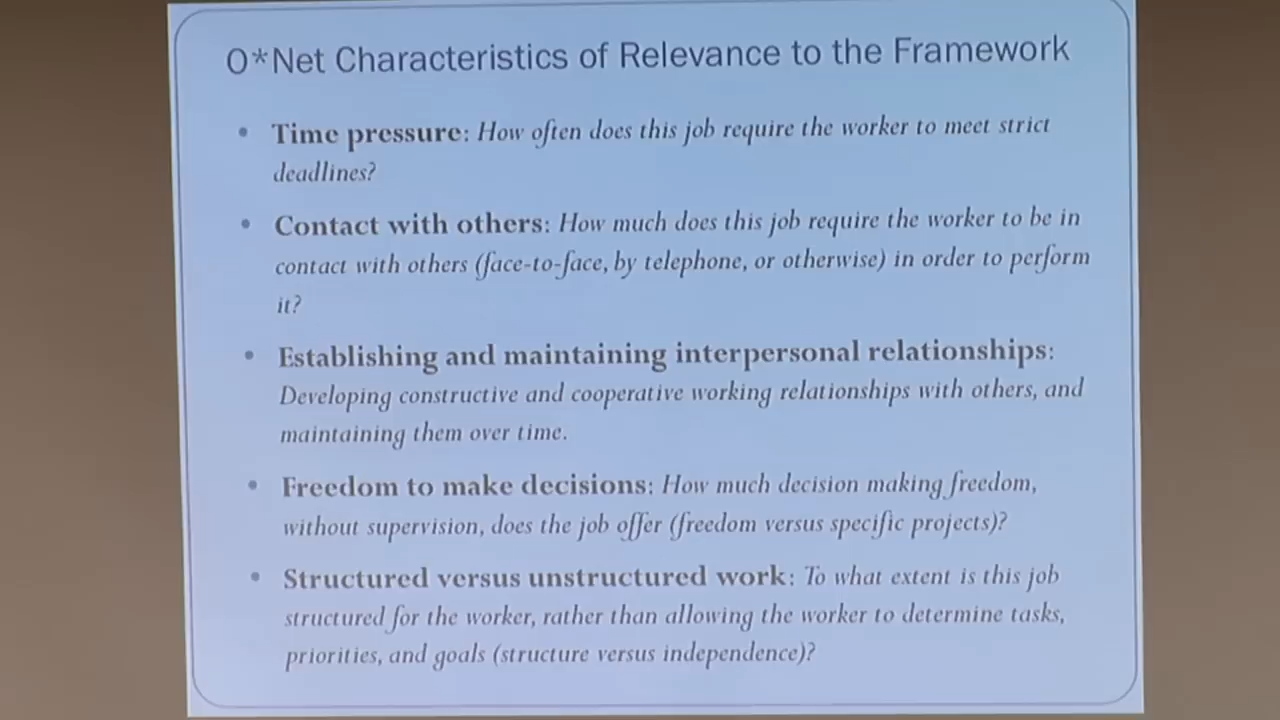 O*Net Characteristics of Relevance to the Framework
• Time pressure: How often does this job require the worker to meet strict
deadlines?
• Contact with others: How much does this job require the worker to be in
contact with others (face-to-face, by telephone, or otherwise) in order to perform
it?
• Establishing and maintaining interpersonal relationships:
Developing constructive and cooperative working relationships with others, and
maintaining them over time.
• Freedom to make decisions: How much decision making freedom,
without supervision, does the job offer (freedom versus specific projects)?
• Structured versus unstructured work: To what extent is this job
structured for the worker, rather than allowing the worker to determine tasks,
priorities, and goals (structure versus independence)?